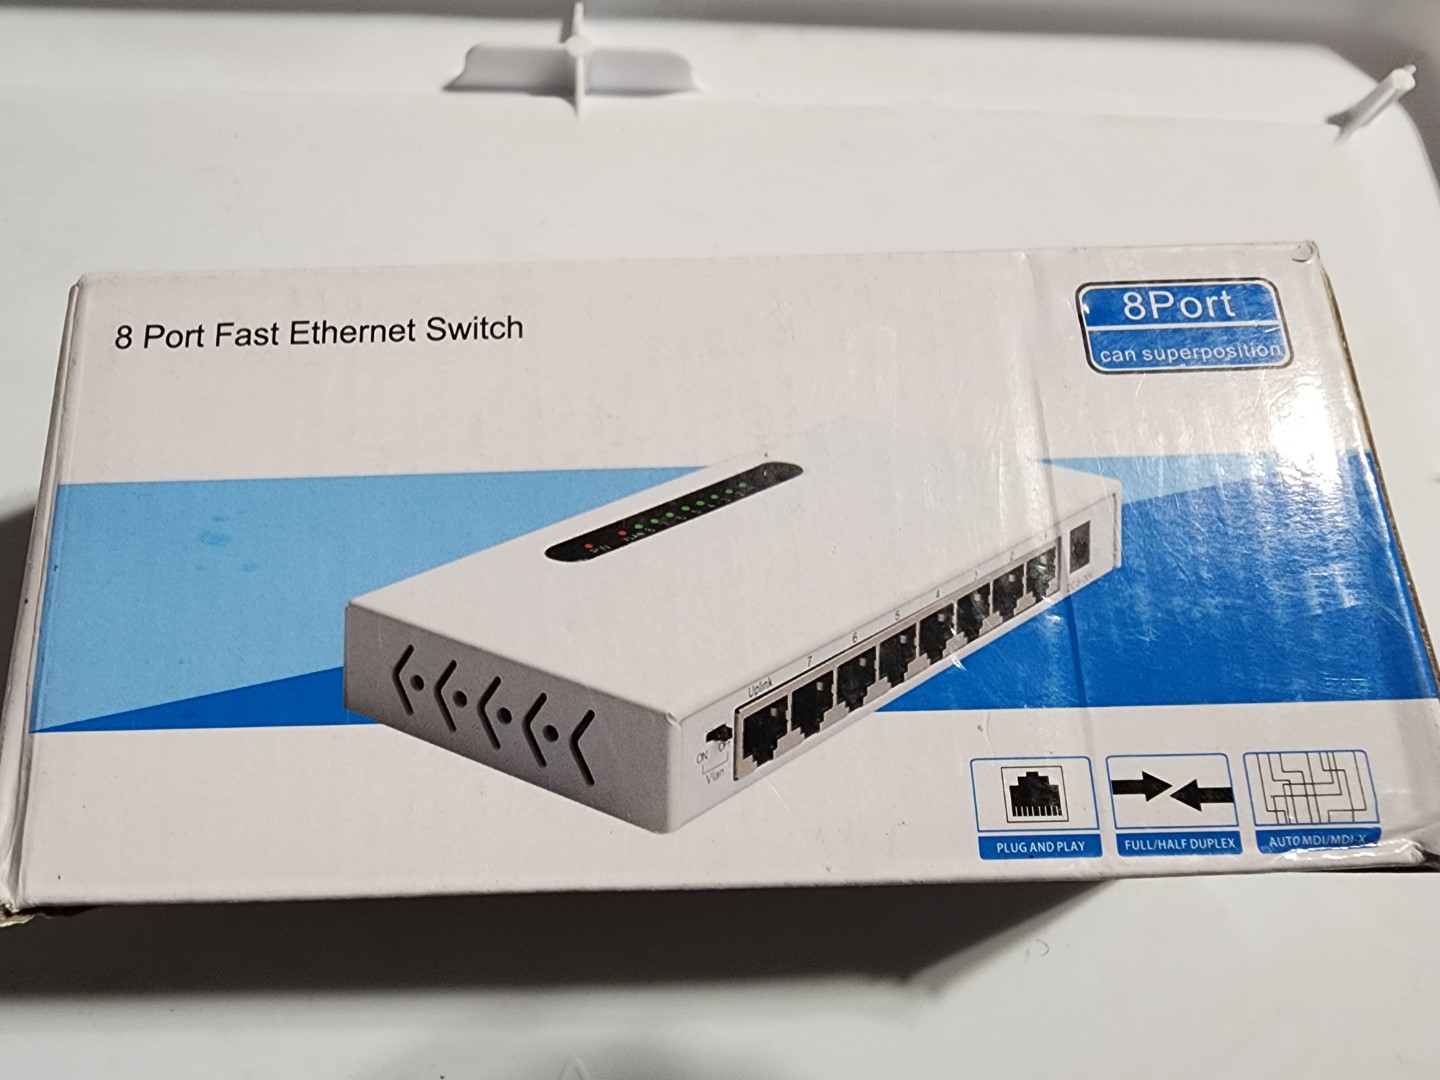 8 Port Fast Ethernet Switch
8Port
can superposition
Uplink
7
6
5
4
3
2
ON OFF
Vlan
PLUG AND PLAY
FULL/HALF DUPLEX
AUTO MDI/MDI-X